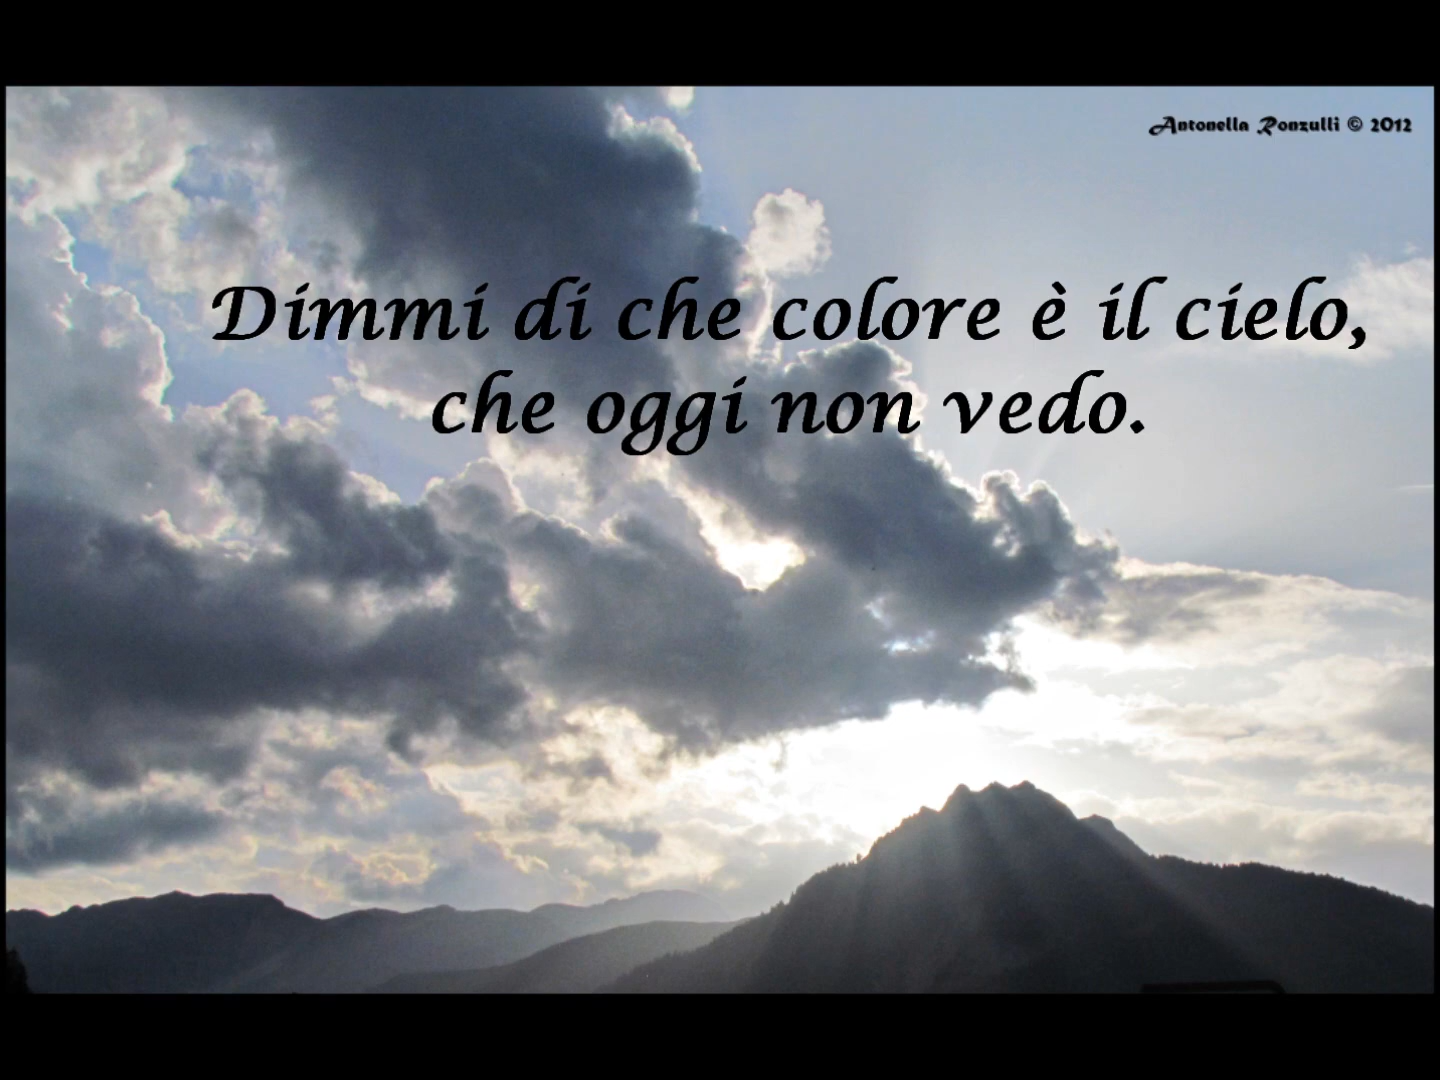 Antonella Ronzulli © 2012
Dimmi di che colore è il cielo,
che oggi non vedo.